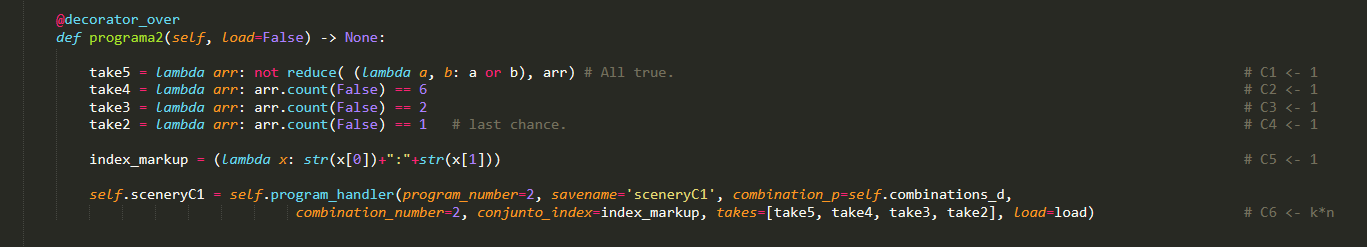 @decorator_over
def programa2(self, load=False) -> None:
take5 = lambda arr: not reduce( (lambda a, b: a or b), arr) # All true. # C1 <- 1
take4 = lambda arr: arr.count(False) == 6 # C2 <- 1
take3 = lambda arr: arr.count(False) == 2 # C3 <- 1
take2 = lambda arr: arr.count(False) == 1 # last chance. # C4 <- 1
index_markup = (lambda x: str(x[0])+":"+str(x[1])) # C5 <- 1
self.sceneryC1 = self.program_handler(program_number=2, savename='sceneryC1', combination_p=self.combinations_d,
combination_number=2, conjunto_index=index_markup, takes=[take5, take4, take3, take2], load=load) # C6 <- k*n